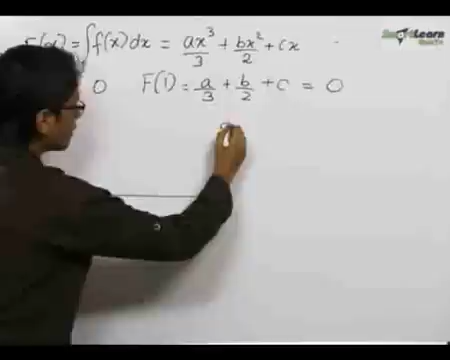 F(x) = ∫f(x)dx = ax³/3 + bx²/2 + cx
0 F(1) = a/3 + b/2 + c = 0